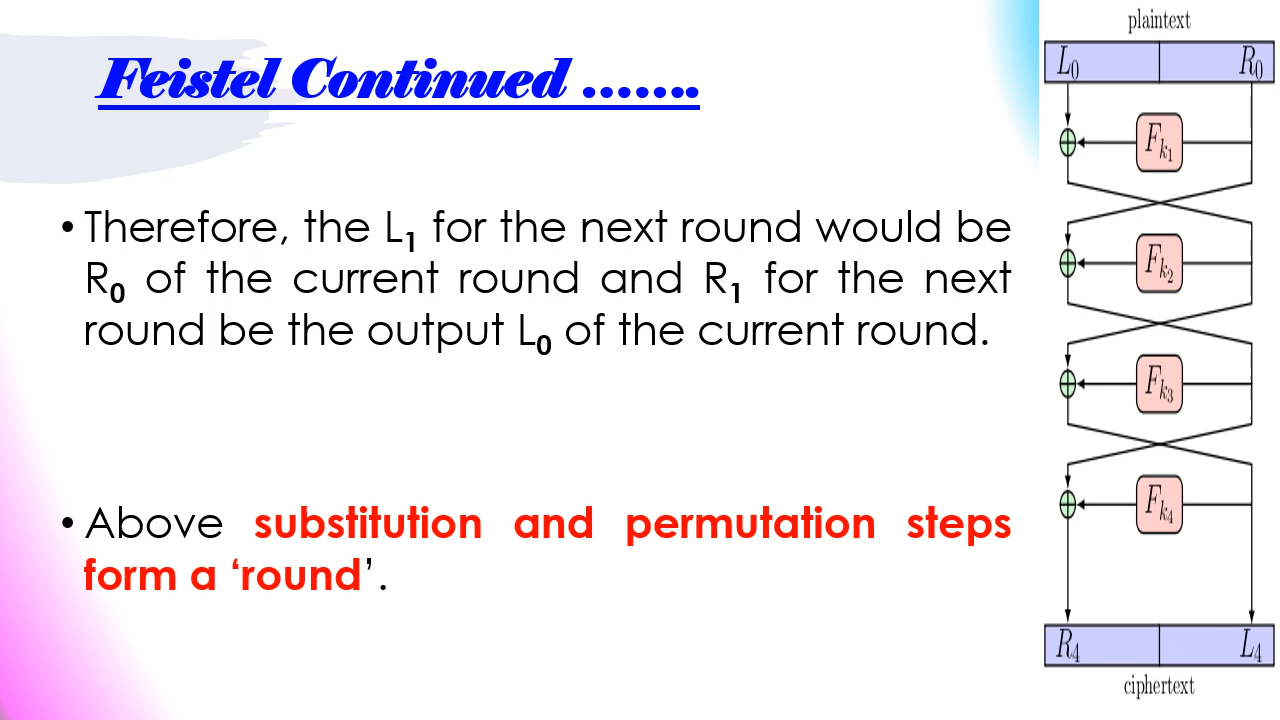 Feistel Continued …….
• Therefore, the L₁ for the next round would be
R₀ of the current round and R₁ for the next
round be the output L₀ of the current round.
• Above substitution and permutation steps
form a ‘round’.
plaintext
L₀ R₀
Fₖ₁
Fₖ₂
Fₖ₃
Fₖ₄
R₄ L₄
ciphertext